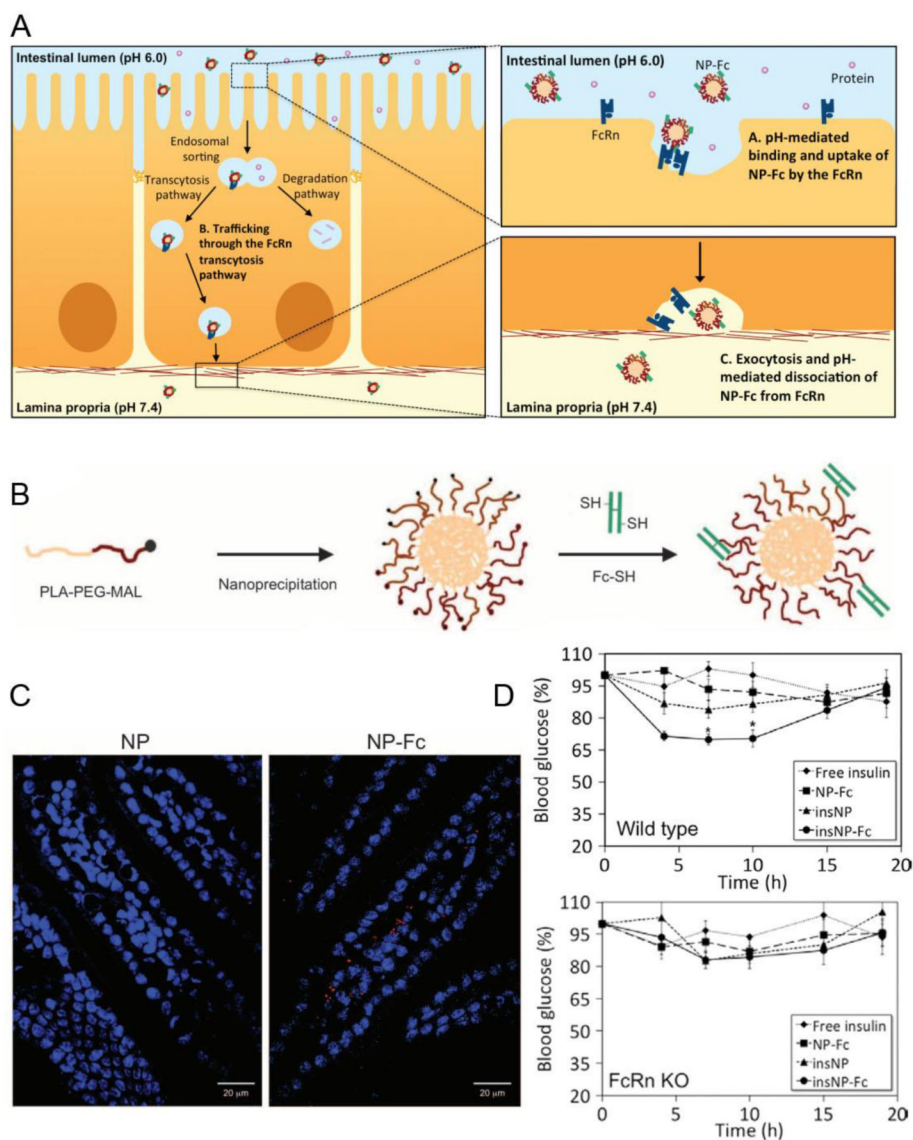 A
Intestinal lumen (pH 6.0)
Endosomal
sorting
Transcytosis
pathway
Degradation
pathway
B. Trafficking
through the FcRn
transcytosis
pathway
Lamina propria (pH 7.4)
Intestinal lumen (pH 6.0)
NP-Fc
Protein
FcRn
A. pH-mediated
binding and uptake of
NP-Fc by the FcRn
C. Exocytosis and pH-
mediated dissociation of
NP-Fc from FcRn
Lamina propria (pH 7.4)
B
PLA-PEG-MAL
Nanoprecipitation
SH
SH
Fc-SH
C
NP
NP-Fc
20 μm
20 μm
D
Blood glucose (%)
110
95
80
65
50
35
20
* *
Free insulin
NP-Fc
insNP
insNP-Fc
Wild type
0 5 10 15 20
Time (h)
Blood glucose (%)
110
95
80
65
50
35
20
Free insulin
NP-Fc
insNP
insNP-Fc
FcRn KO
0 5 10 15 20
Time (h)